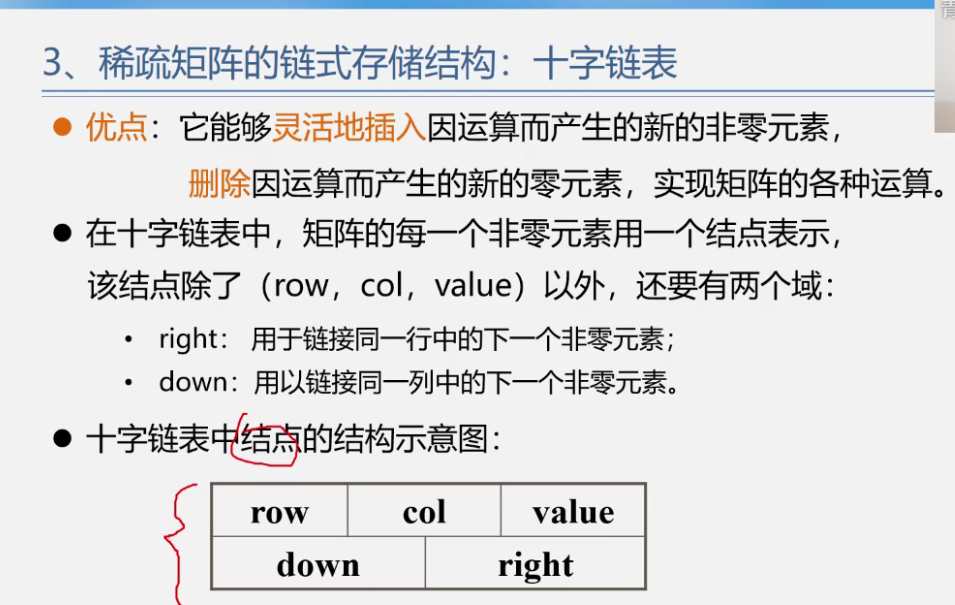 青
3、稀疏矩阵的链式存储结构：十字链表
● 优点：它能够灵活地插入因运算而产生的新的非零元素，
删除因运算而产生的新的零元素，实现矩阵的各种运算。
● 在十字链表中，矩阵的每一个非零元素用一个结点表示，
该结点除了（row，col，value）以外，还要有两个域：
• right： 用于链接同一行中的下一个非零元素；
• down：用以链接同一列中的下一个非零元素。
● 十字链表中结点的结构示意图：
row col value
down right